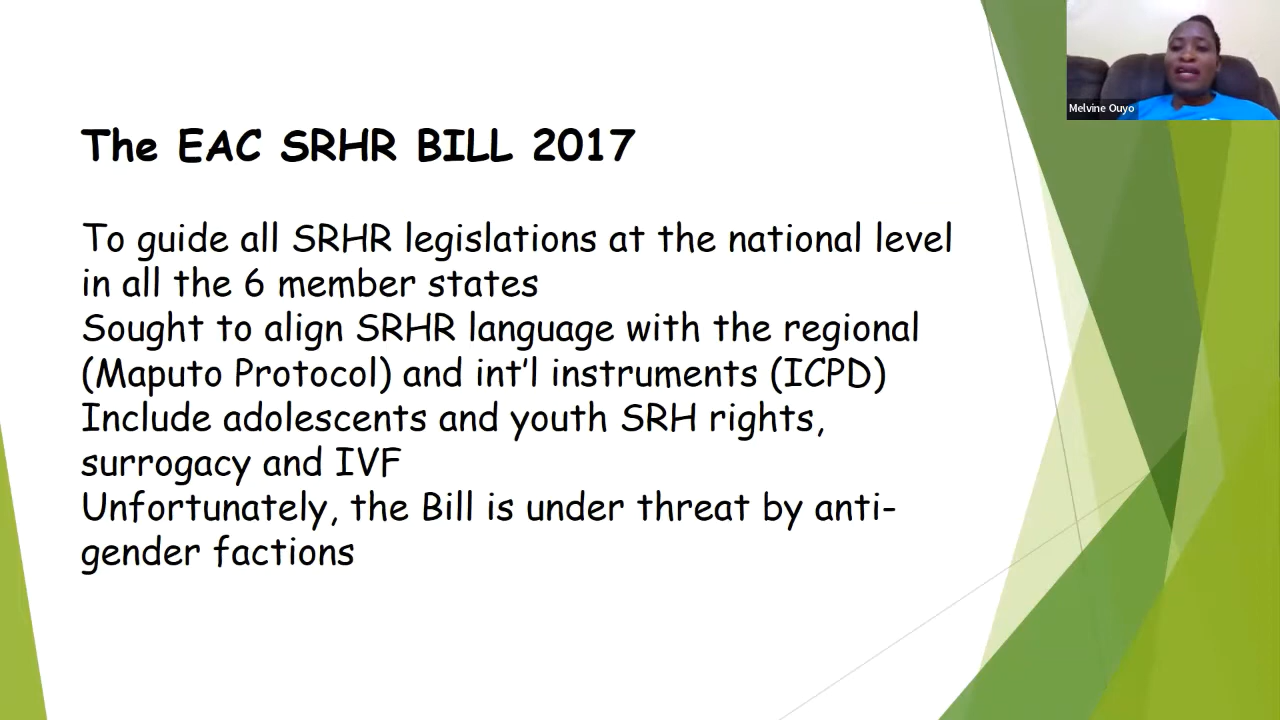 Melvine Ouyo
The EAC SRHR BILL 2017
To guide all SRHR legislations at the national level
in all the 6 member states
Sought to align SRHR language with the regional
(Maputo Protocol) and int'l instruments (ICPD)
Include adolescents and youth SRH rights,
surrogacy and IVF
Unfortunately, the Bill is under threat by anti-
gender factions